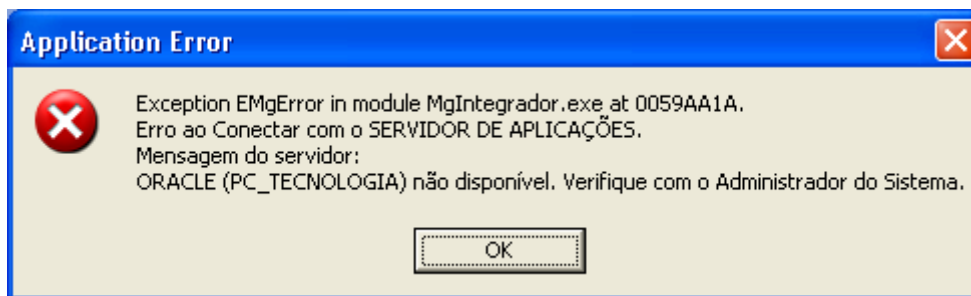 Application Error
Exception EMgError in module MgIntegrador.exe at 0059AA1A.
Erro ao Conectar com o SERVIDOR DE APLICAÇÕES.
Mensagem do servidor:
ORACLE (PC_TECNOLOGIA) não disponível. Verifique com o Administrador do Sistema.
OK